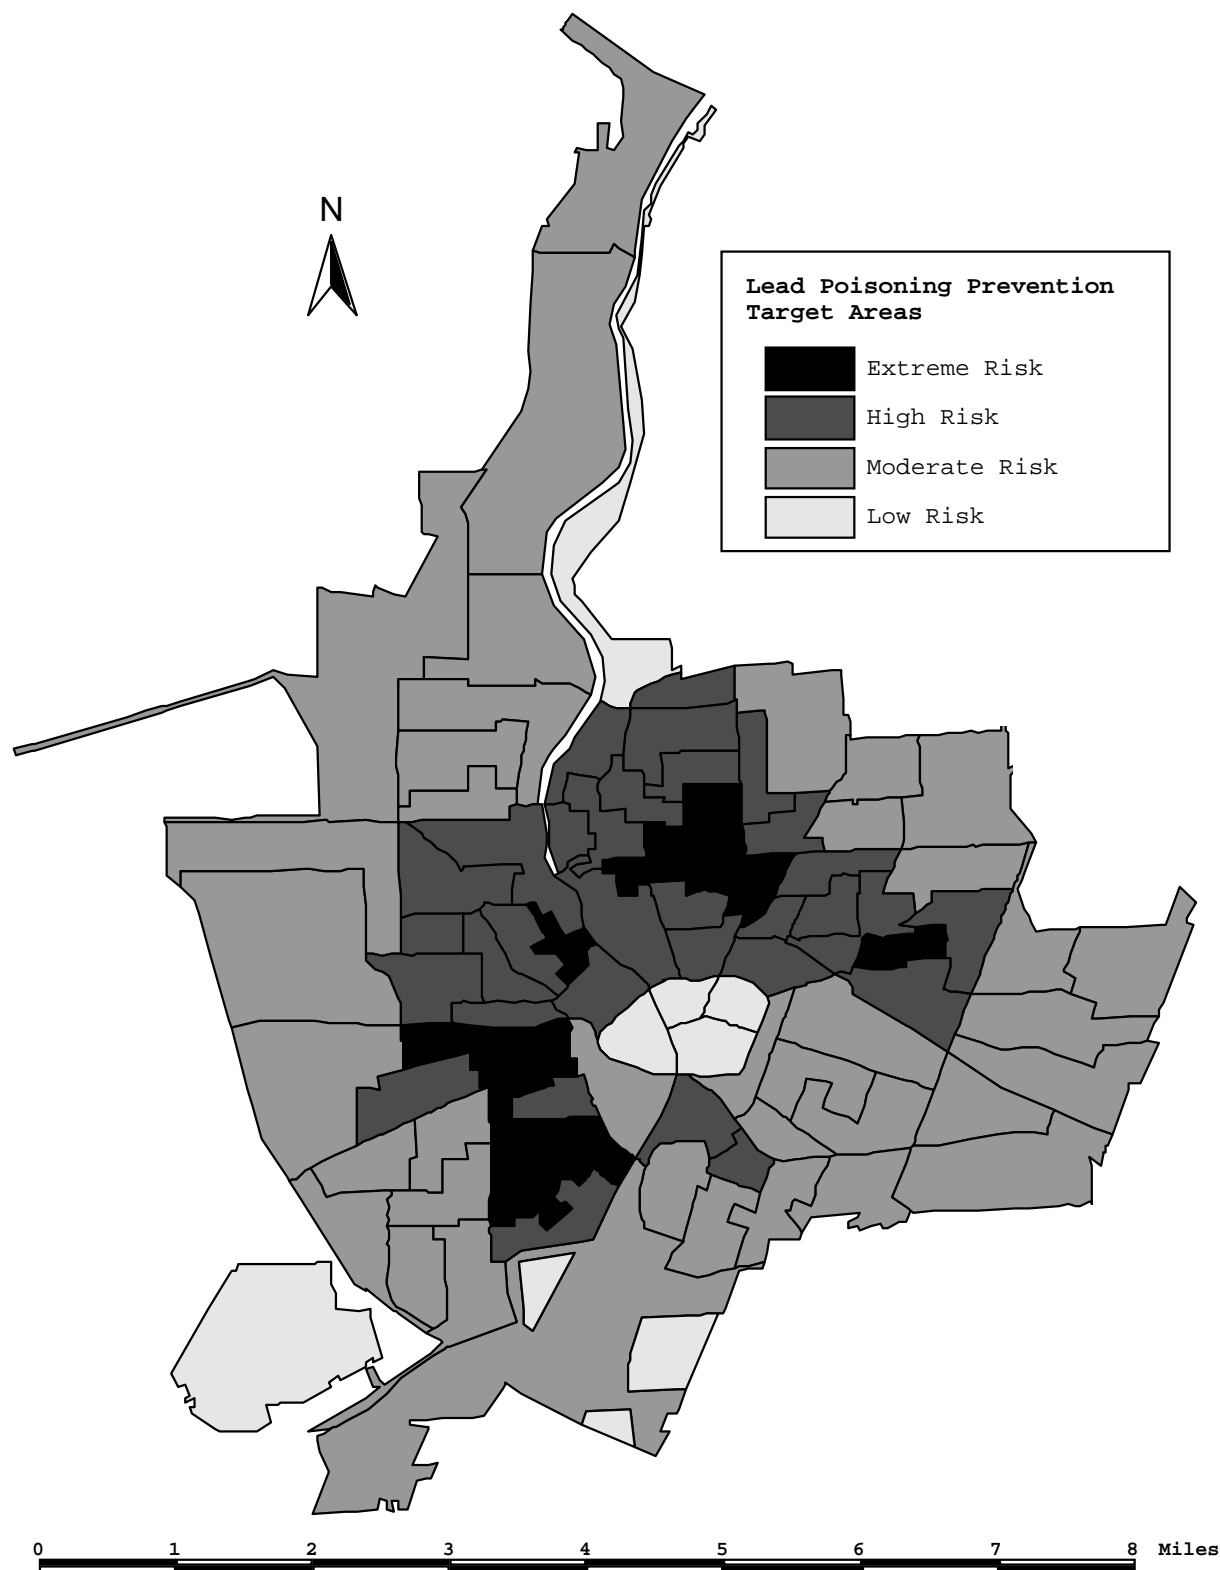 N
Lead Poisoning Prevention
Target Areas
Extreme Risk
High Risk
Moderate Risk
Low Risk
0 1 2 3 4 5 6 7 8 Miles